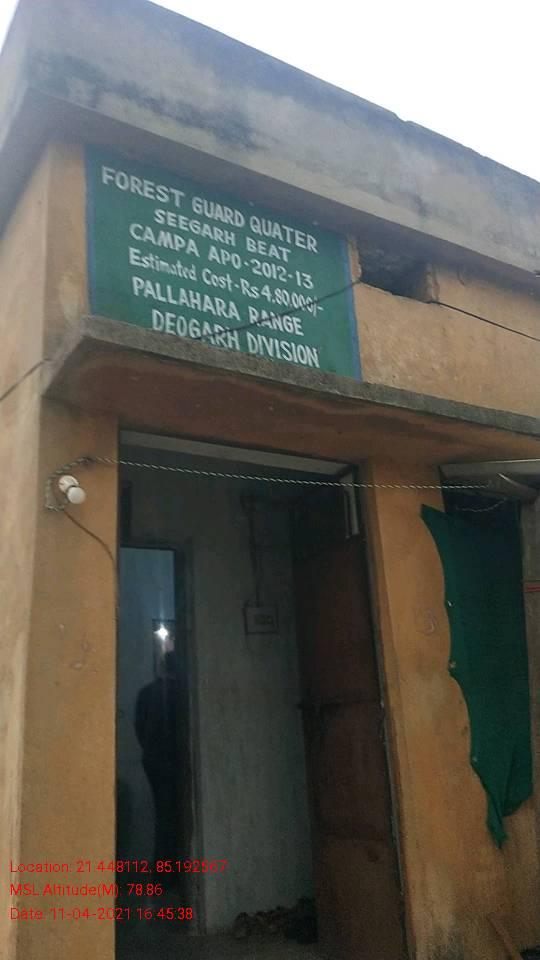 FOREST GUARD QUATER
SEEGARH BEAT
CAMPA APO-2012-13
Estimated Cost-Rs 4,80,000/-
PALLAHARA RANGE
DEOGARH DIVISION
Location: 21.448112, 85.192567
MSL Altitude(M): 78.86
Date: 11-04-2021 16:45:38